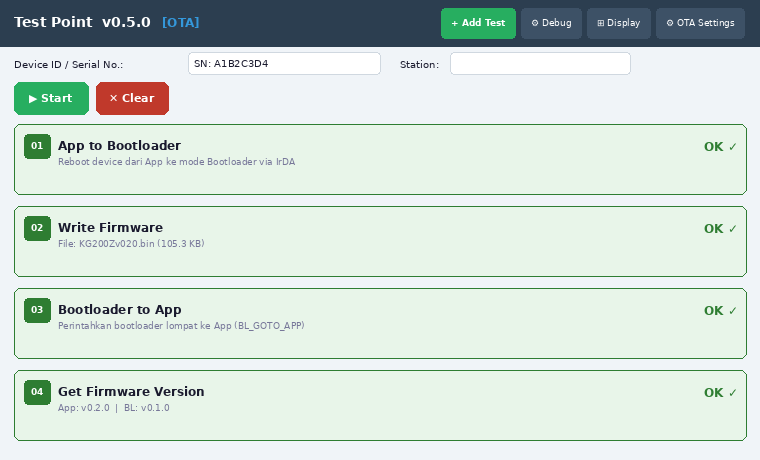 Test Point v0.5.0 [OTA]
+ Add Test
⚙ Debug
⊞ Display
⚙ OTA Settings
Device ID / Serial No.:
SN: A1B2C3D4
Station:
▶ Start
✕ Clear
01
App to Bootloader
OK ✓
Reboot device dari App ke mode Bootloader via IrDA
02
Write Firmware
OK ✓
File: KG200Zv020.bin (105.3 KB)
03
Bootloader to App
OK ✓
Perintahkan bootloader lompat ke App (BL_GOTO_APP)
04
Get Firmware Version
OK ✓
App: v0.2.0 | BL: v0.1.0